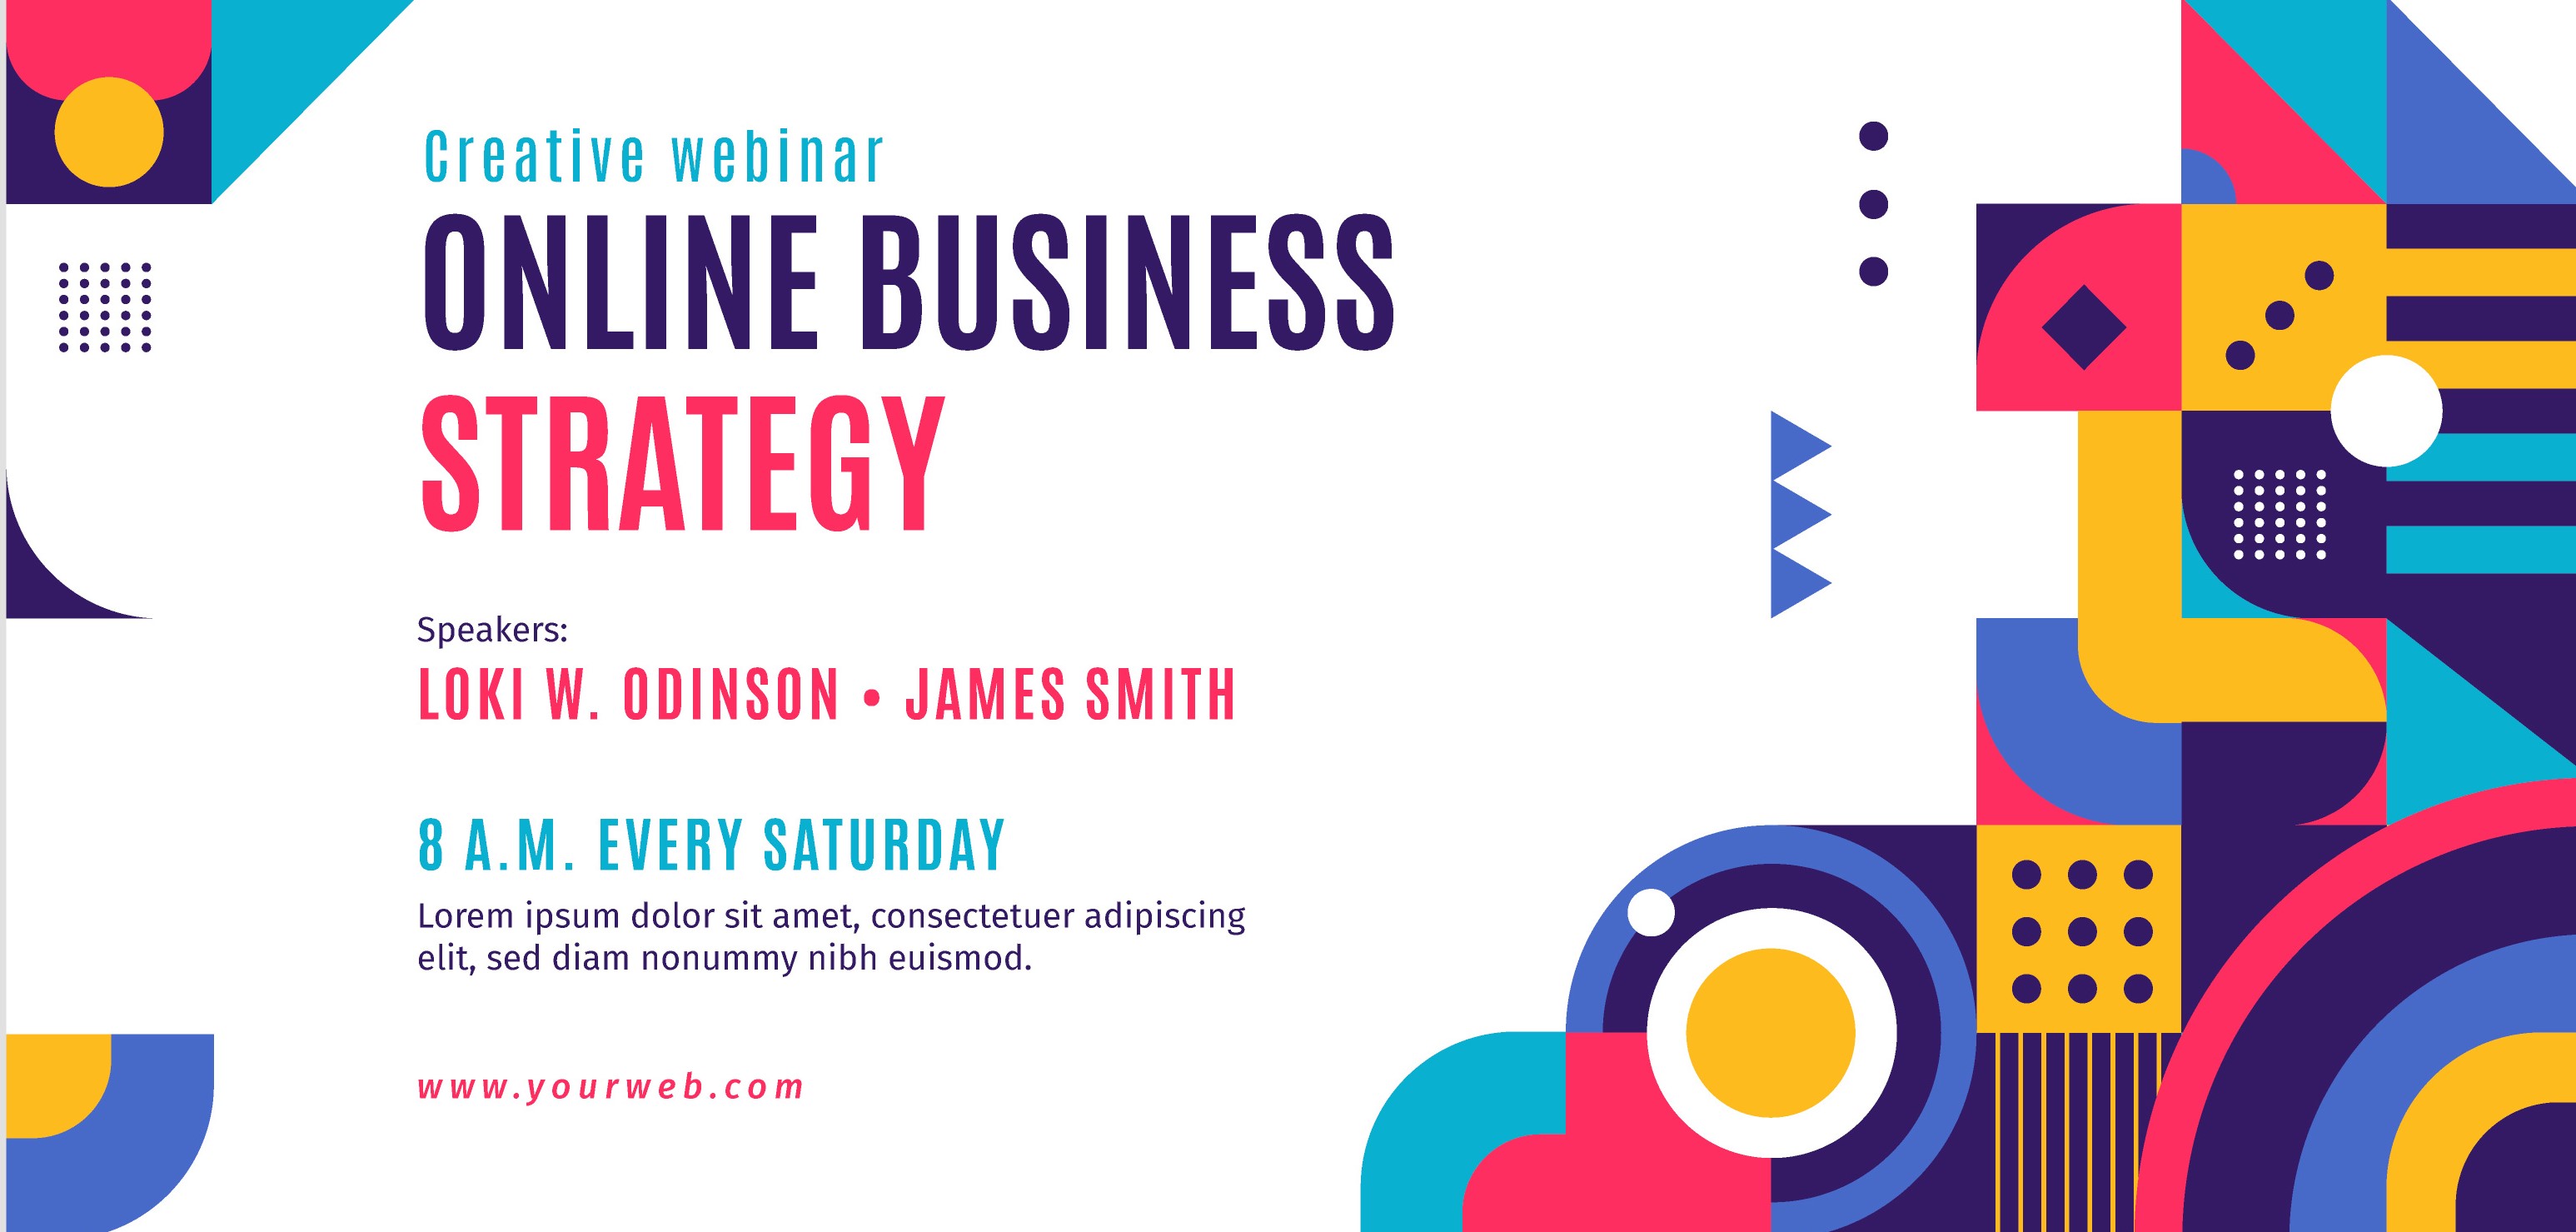 Creative webinar
ONLINE BUSINESS
STRATEGY
Speakers:
LOKI W. ODINSON • JAMES SMITH
8 A.M. EVERY SATURDAY
Lorem ipsum dolor sit amet, consectetuer adipiscing
elit, sed diam nonummy nibh euismod.
www.yourweb.com